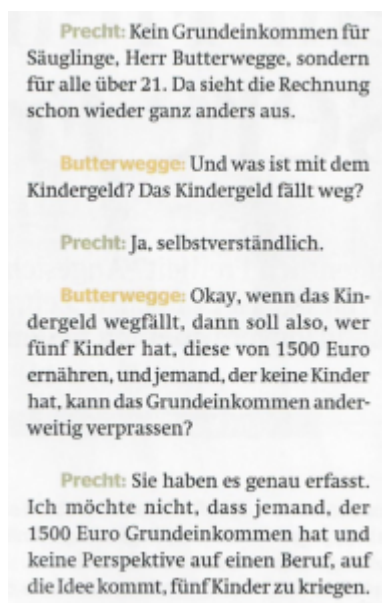 Precht: Kein Grundeinkommen für
Säuglinge, Herr Butterwegge, sondern
für alle über 21. Da sieht die Rechnung
schon wieder ganz anders aus.
Butterwegge: Und was ist mit dem
Kindergeld? Das Kindergeld fällt weg?
Precht: Ja, selbstverständlich.
Butterwegge: Okay, wenn das Kin-
dergeld wegfällt, dann soll also, wer
fünf Kinder hat, diese von 1500 Euro
ernähren, und jemand, der keine Kinder
hat, kann das Grundeinkommen ander-
weitig verprassen?
Precht: Sie haben es genau erfasst.
Ich möchte nicht, dass jemand, der
1500 Euro Grundeinkommen hat und
keine Perspektive auf einen Beruf, auf
die Idee kommt, fünf Kinder zu kriegen.